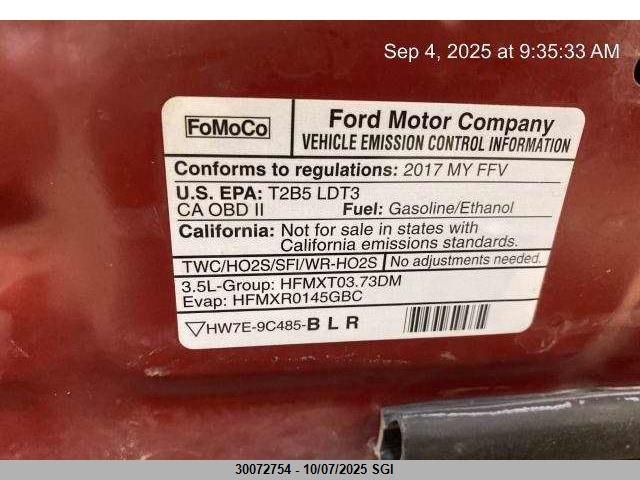 Sep 4, 2025 at 9:35:33 AM
FoMoCo
Ford Motor Company
VEHICLE EMISSION CONTROL INFORMATION
Conforms to regulations: 2017 MY FFV
U.S. EPA: T2B5 LDT3
CA OBD II Fuel: Gasoline/Ethanol
California: Not for sale in states with
California emissions standards.
TWC/HO2S/SFI/WR-HO2S No adjustments needed.
3.5L-Group: HFMXT03.73DM
Evap: HFMXR0145GBC
HW7E-9C485-B L R
30072754 - 10/07/2025 SGI